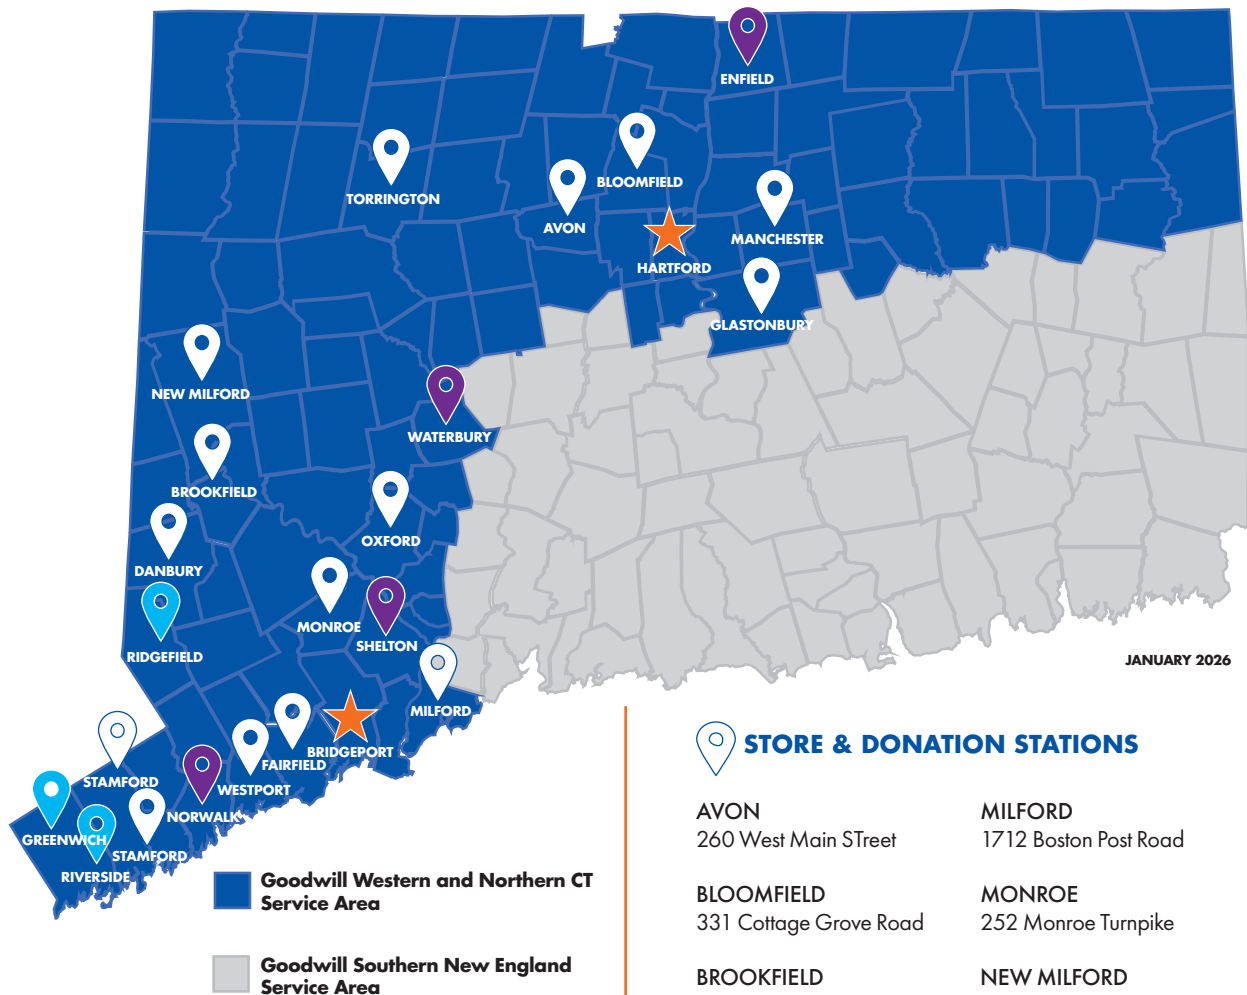 ENFIELD
BLOOMFIELD
TORRINGTON
AVON
MANCHESTER
HARTFORD
GLASTONBURY
NEW MILFORD
WATERBURY
BROOKFIELD
OXFORD
DANBURY
MONROE
SHELTON
RIDGEFIELD
JANUARY 2026
MILFORD
BRIDGEPORT
FAIRFIELD
STAMFORD
WESTPORT
NORWALK
GREENWICH
STAMFORD
RIVERSIDE
Goodwill Western and Northern CT
Service Area
Goodwill Southern New England
Service Area
STORE & DONATION STATIONS
AVON
260 West Main STreet
BLOOMFIELD
331 Cottage Grove Road
BROOKFIELD
MILFORD
1712 Boston Post Road
MONROE
252 Monroe Turnpike
NEW MILFORD